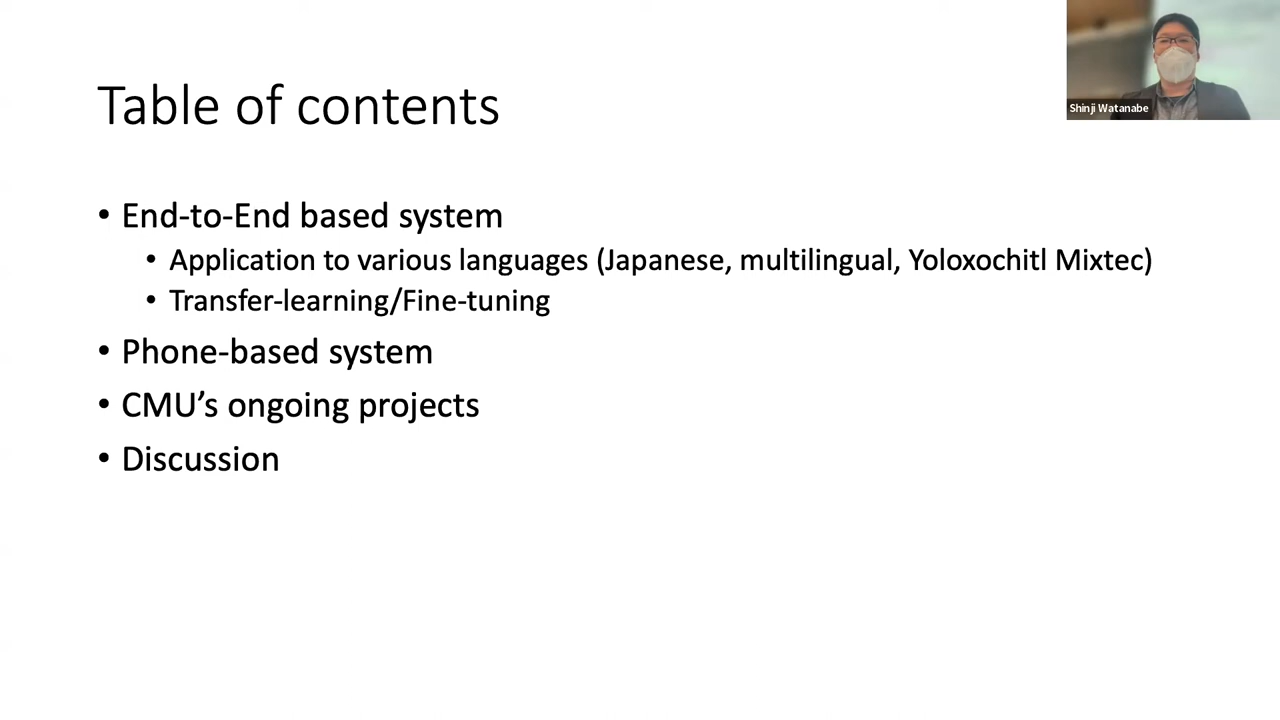 Table of contents
Shinji Watanabe
• End-to-End based system
• Application to various languages (Japanese, multilingual, Yoloxochitl Mixtec)
• Transfer-learning/Fine-tuning
• Phone-based system
• CMU’s ongoing projects
• Discussion